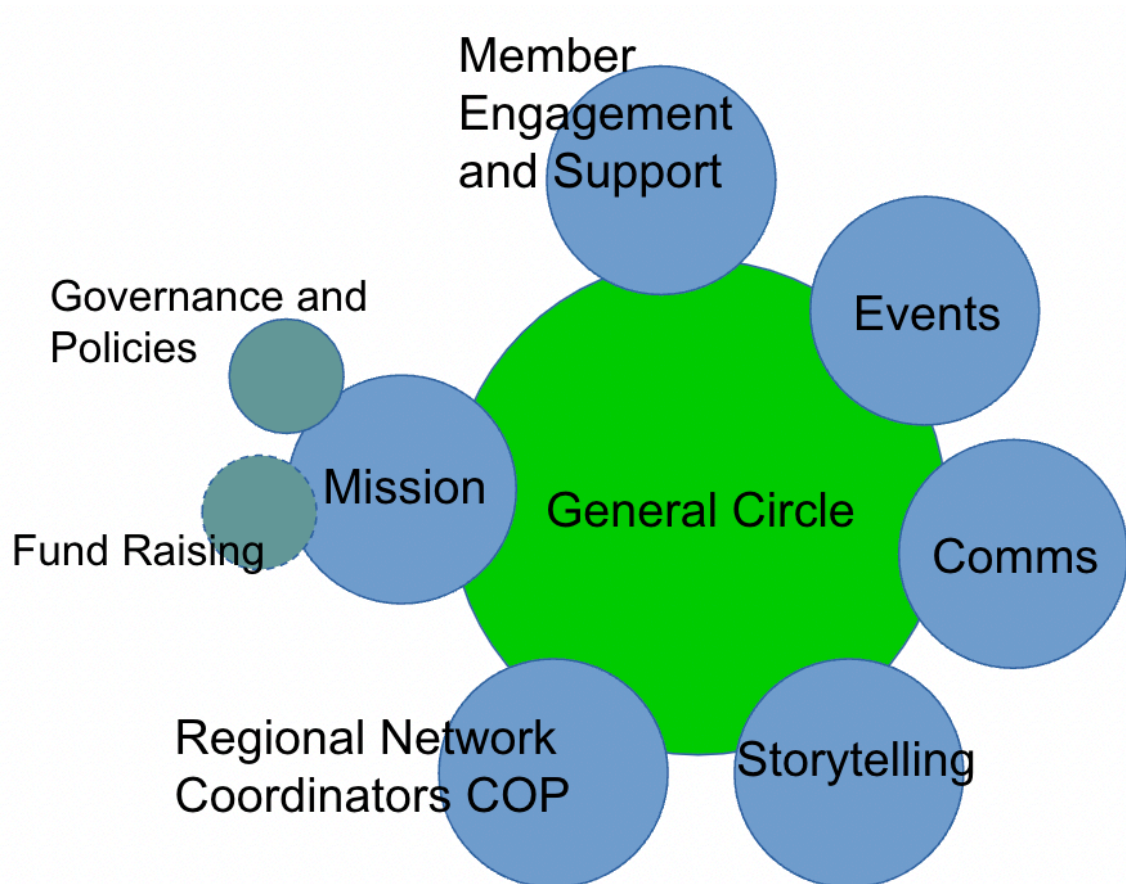 Member
Engagement
and Support
Events
Governance and
Policies
Mission
General Circle
Fund Raising
Comms
Regional Network
Coordinators COP
Storytelling